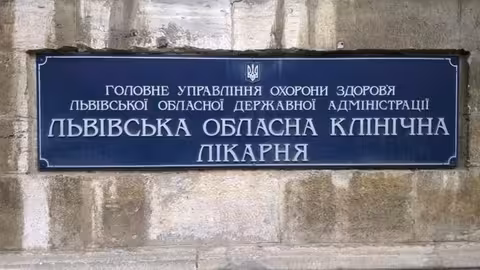 ГОЛОВНЕ УПРАВЛІННЯ ОХОРОНИ ЗДОРОВ'Я
ЛЬВІВСЬКОЇ ОБЛАСНОЇ ДЕРЖАВНОЇ АДМІНІСТРАЦІЇ
ЛЬВІВСЬКА ОБЛАСНА КЛІНІЧНА
ЛІКАРНЯ